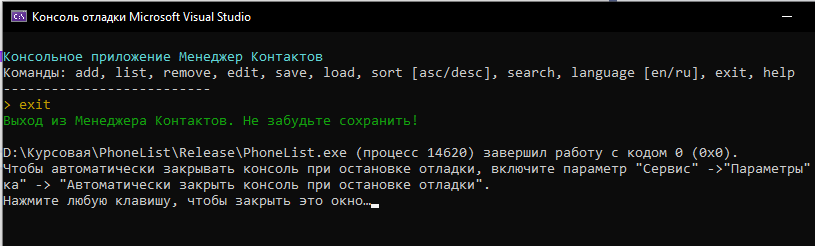 Консоль отладки Microsoft Visual Studio
Консольное приложение Менеджер Контактов
Команды: add, list, remove, edit, save, load, sort [asc/desc], search, language [en/ru], exit, help
--------------------------
> exit
Выход из Менеджера Контактов. Не забудьте сохранить!
D:\Курсовая\PhoneList\Release\PhoneList.exe (процесс 14620) завершил работу с кодом 0 (0x0).
Чтобы автоматически закрывать консоль при остановке отладки, включите параметр "Сервис" ->"Параметры"
ка" -> "Автоматически закрыть консоль при остановке отладки".
Нажмите любую клавишу, чтобы закрыть это окно…